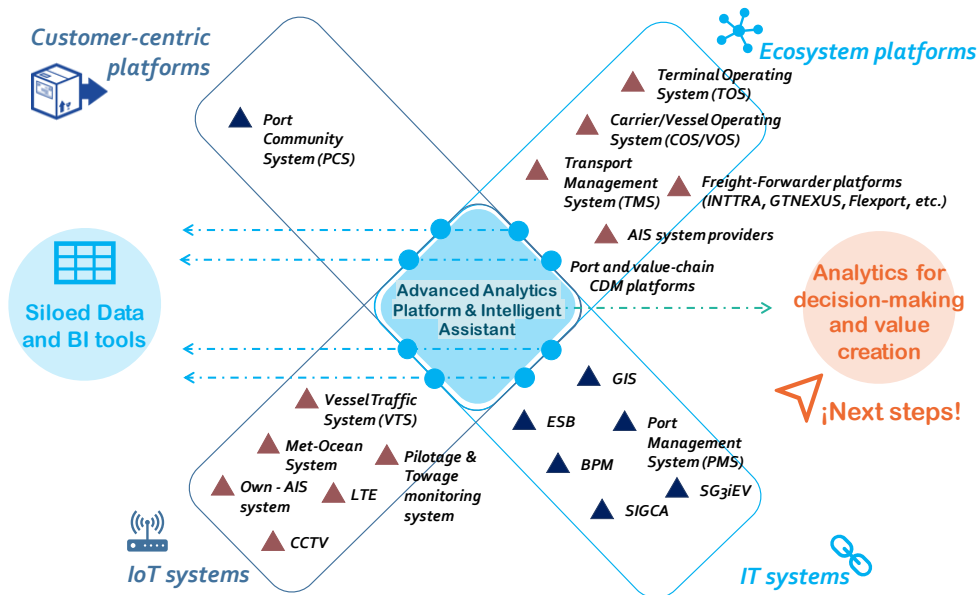 Customer-centric
platforms
Port
Community
System (PCS)
Ecosystem platforms
Terminal Operating
System (TOS)
Carrier/Vessel Operating
System (COS/VOS)
Transport
Management
System (TMS)
Freight-Forwarder platforms
(INTTRA, GTNEXUS, Flexport, etc.)
AIS system providers
Port and value-chain
CDM platforms
Siloed Data
and BI tools
Advanced Analytics
Platform & Intelligent
Assistant
Analytics for
decision-making
and value
creation
¡Next steps!
Vessel Traffic
System (VTS)
Met-Ocean
System
Pilotage &
Towage
monitoring
system
Own - AIS
system
LTE
CCTV
IoT systems
GIS
ESB
Port
Management
System (PMS)
BPM
SG3iEV
SIGCA
IT systems